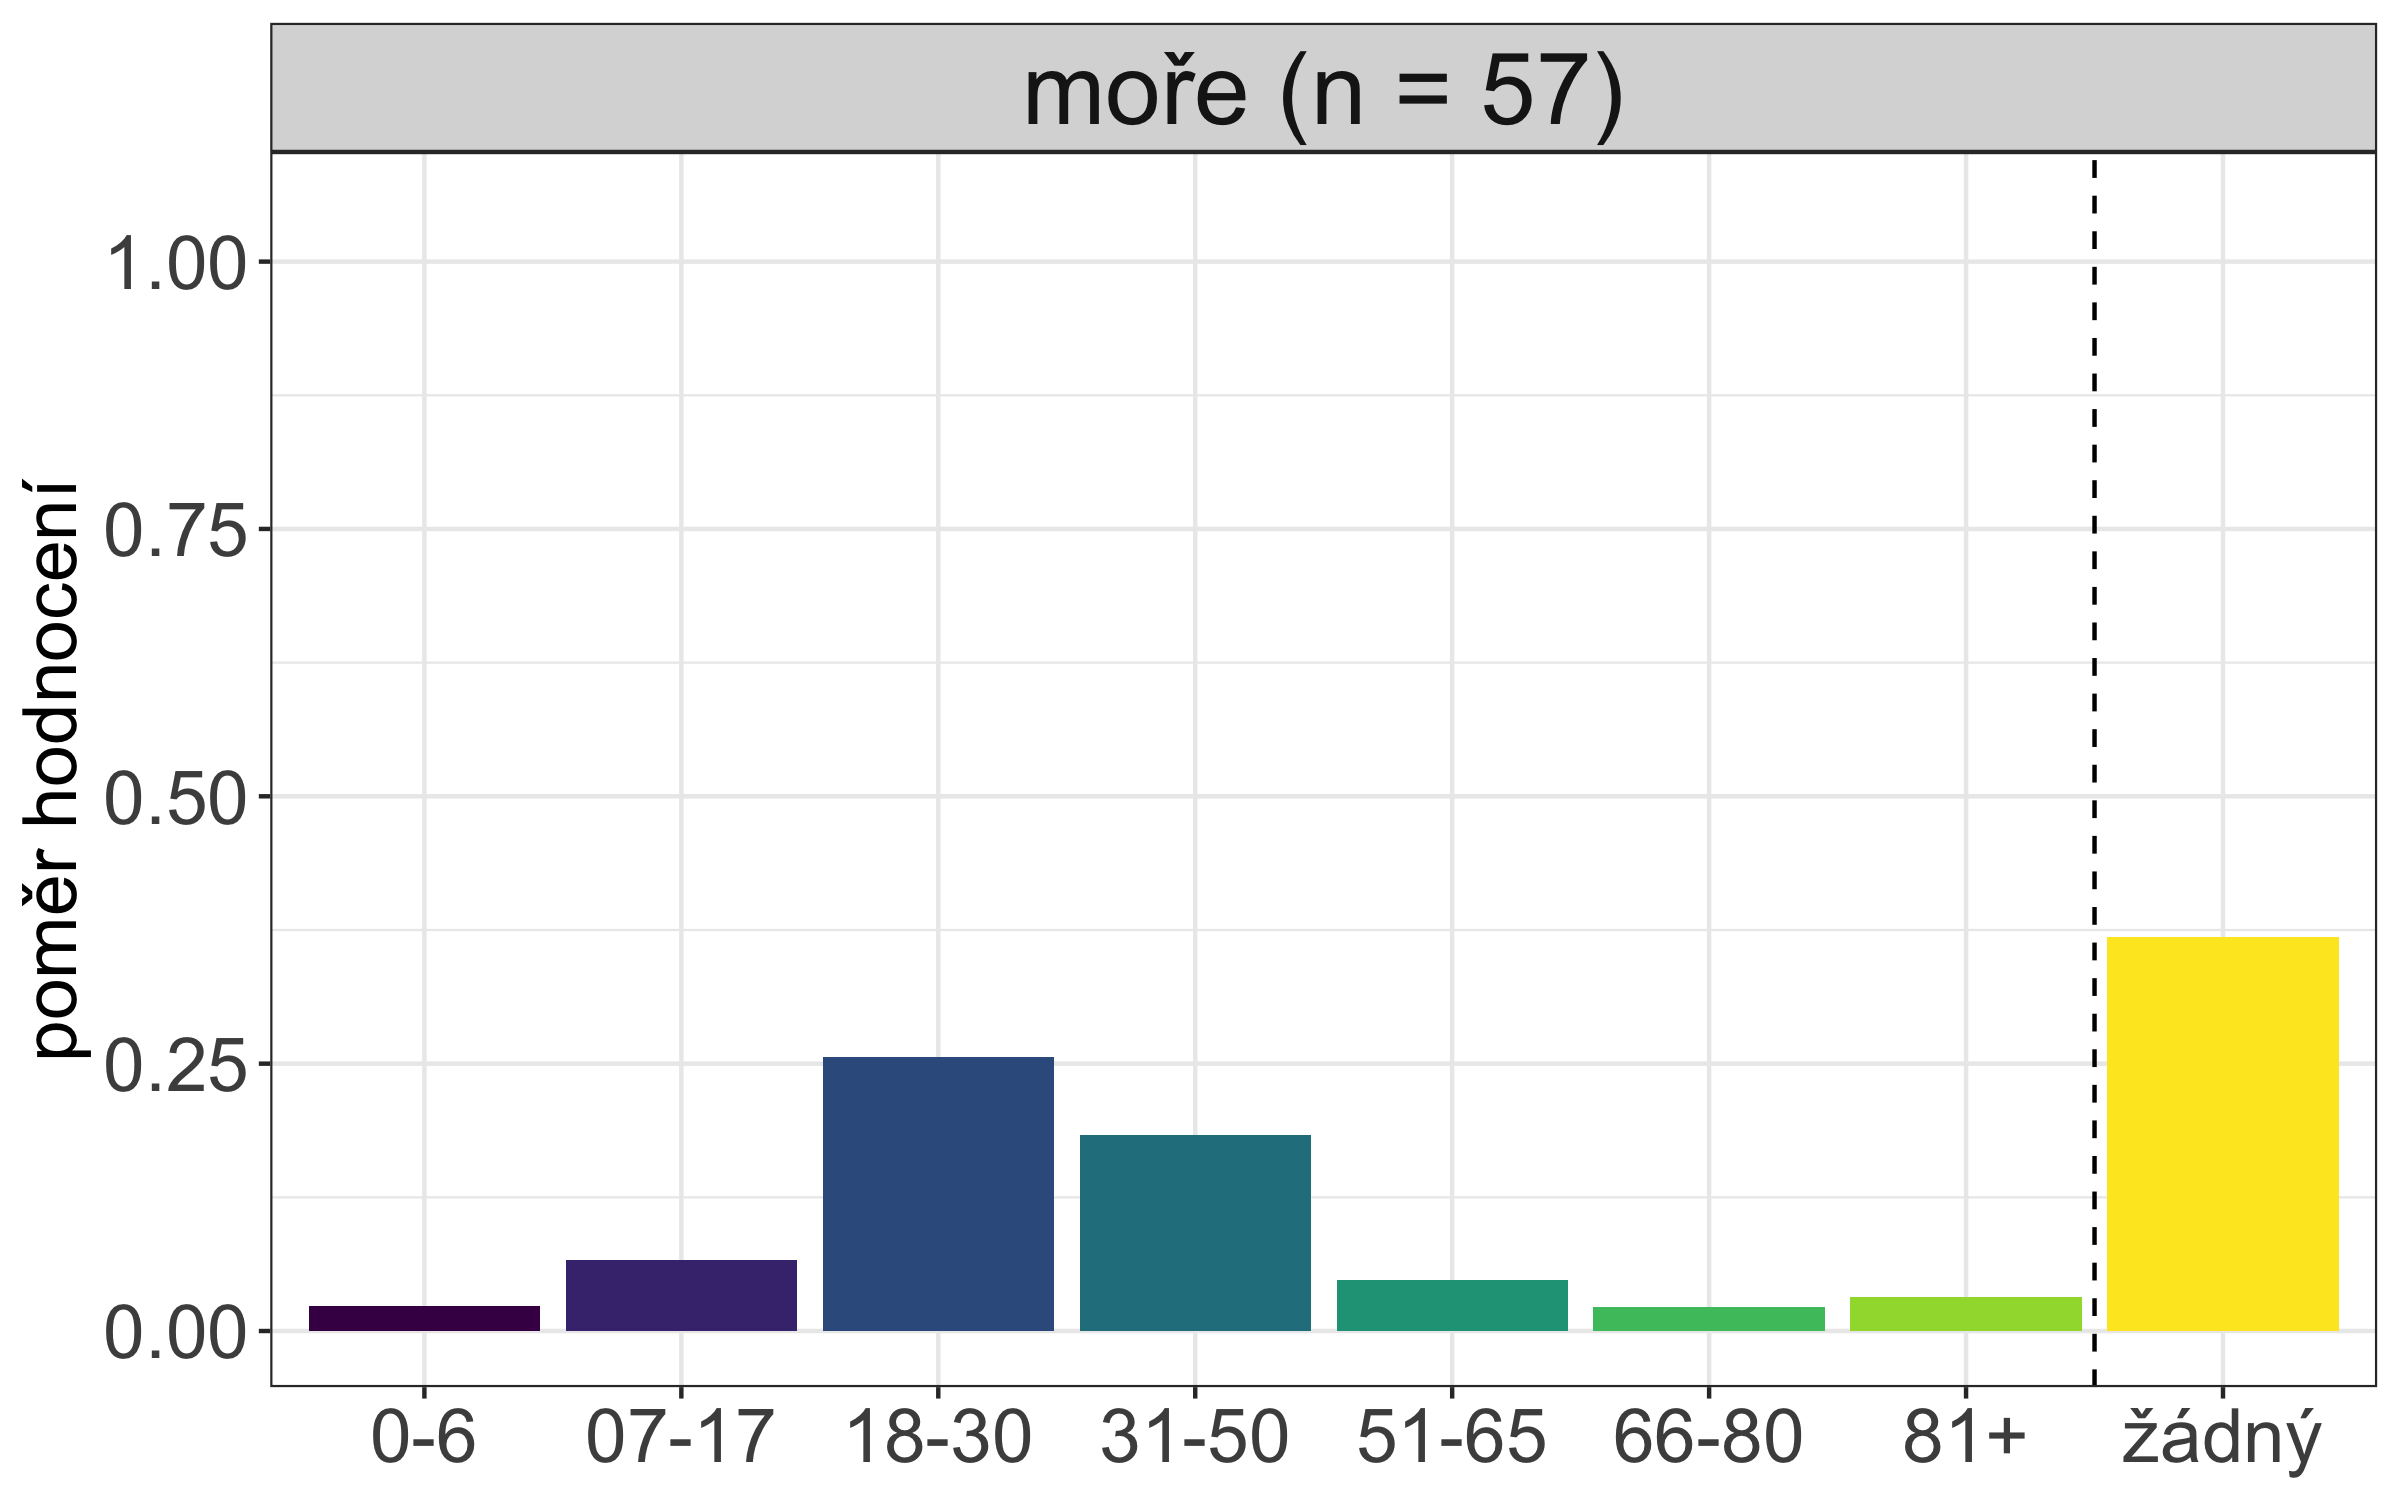 moře (n = 57)
poměr hodnocení
1.00
0.75
0.50
0.25
0.00
0-6 07-17 18-30 31-50 51-65 66-80 81+ žádný